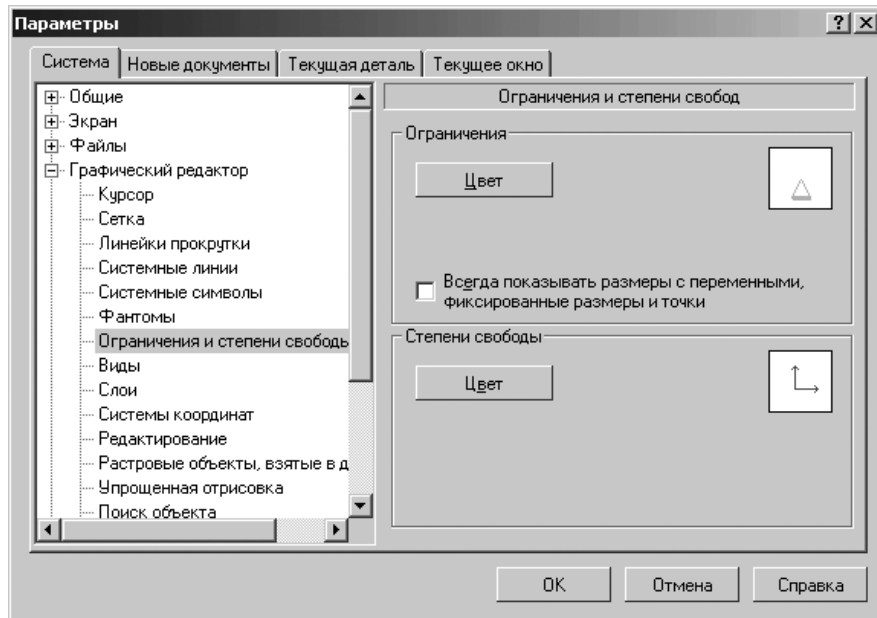 Параметры
Система Новые документы Текущая деталь Текущее окно
Общие
Экран
Файлы
Графический редактор
Курсор
Сетка
Линейки прокрутки
Системные линии
Системные символы
Фантомы
Ограничения и степени свободы
Виды
Слои
Системы координат
Редактирование
Растровые объекты, взятые в д
Упрощенная отрисовка
Поиск объекта
Ограничения и степени свобод
Ограничения
Цвет
Всегда показывать размеры с переменными,
фиксированные размеры и точки
Степени свободы
Цвет
OK Отмена Справка